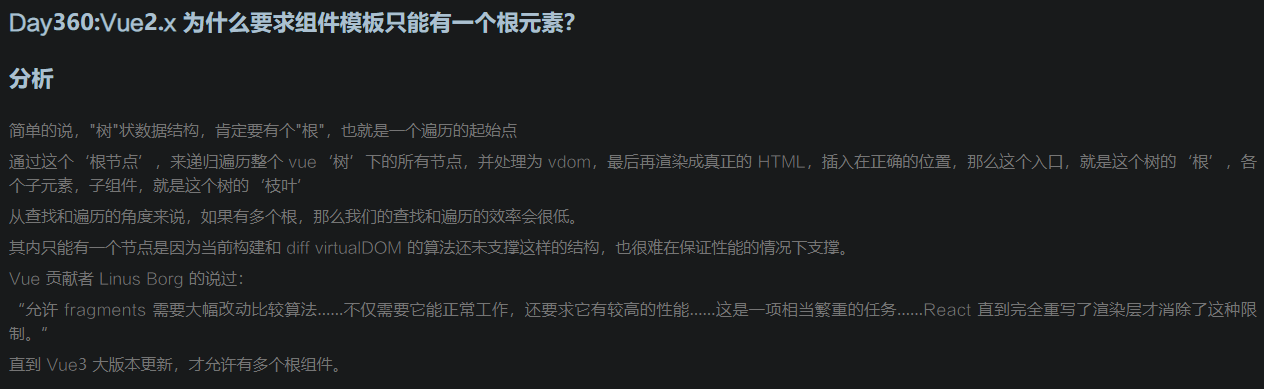 Day360:Vue2.x 为什么要求组件模板只能有一个根元素?
分析
简单的说，"树"状数据结构，肯定要有个"根"，也就是一个遍历的起始点
通过这个‘根节点’，来递归遍历整个 vue‘树’下的所有节点，并处理为 vdom，最后再渲染成真正的 HTML，插入在正确的位置，那么这个入口，就是这个树的‘根’，各
个子元素，子组件，就是这个树的‘枝叶’
从查找和遍历的角度来说，如果有多个根，那么我们的查找和遍历的效率会很低。
其内只能有一个节点是因为当前构建和 diff virtualDOM 的算法还未支撑这样的结构，也很难在保证性能的情况下支撑。
Vue 贡献者 Linus Borg 的说过：
“允许 fragments 需要大幅改动比较算法……不仅需要它能正常工作，还要求它有较高的性能……这是一项相当繁重的任务……React 直到完全重写了渲染层才消除了这种限
制。”
直到 Vue3 大版本更新，才允许有多个根组件。